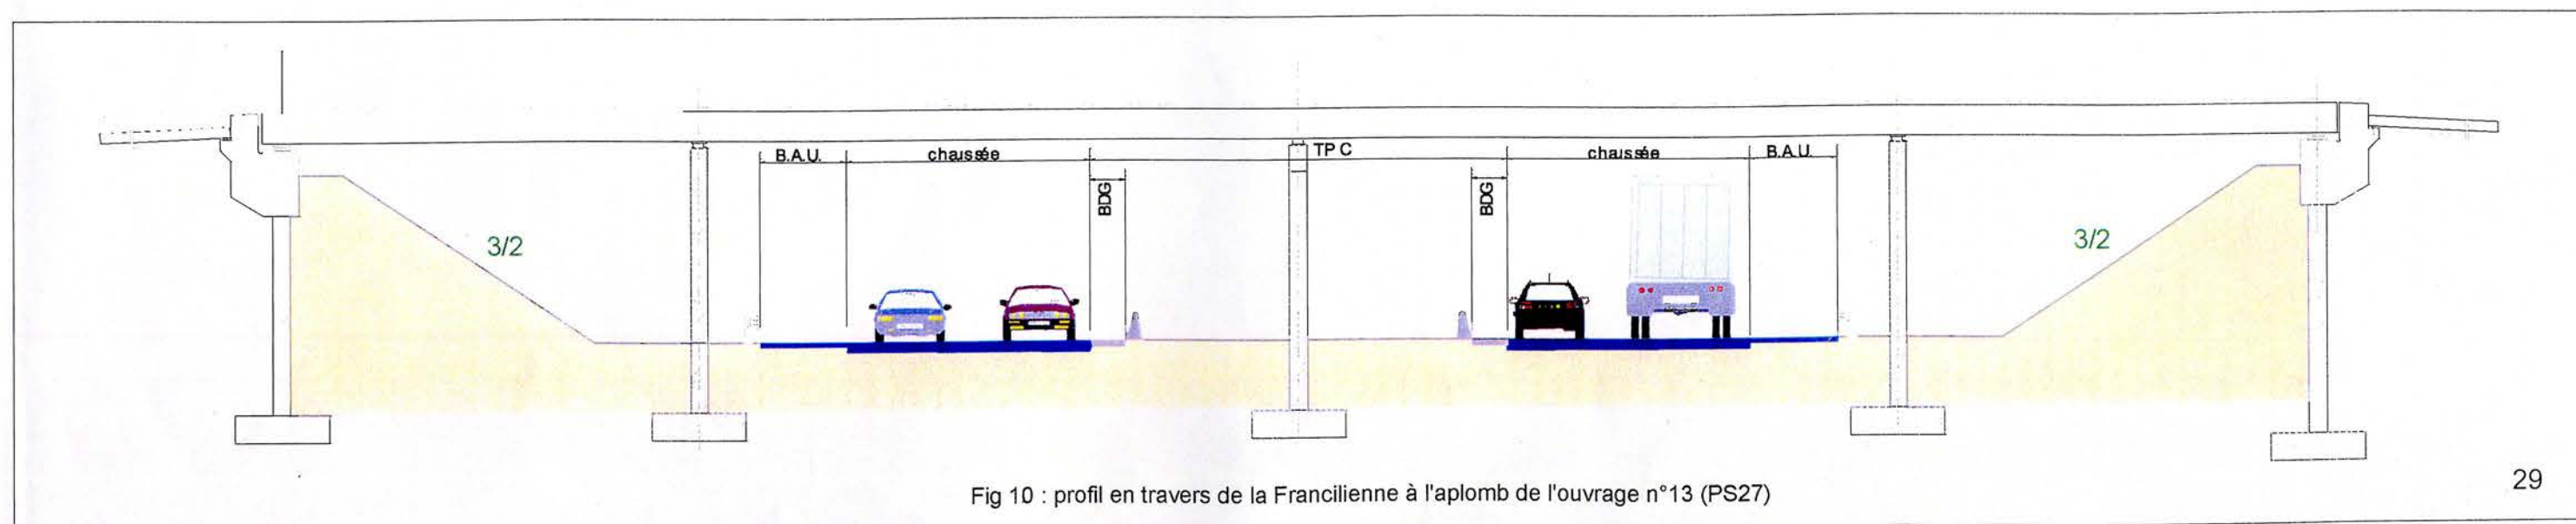 B.A.U.
chaussée
TPC
chaussée
B.A.U.
BDG
BDG
3/2
3/2
Fig 10 : profil en travers de la Francilienne à l'aplomb de l'ouvrage n°13 (PS27)
29